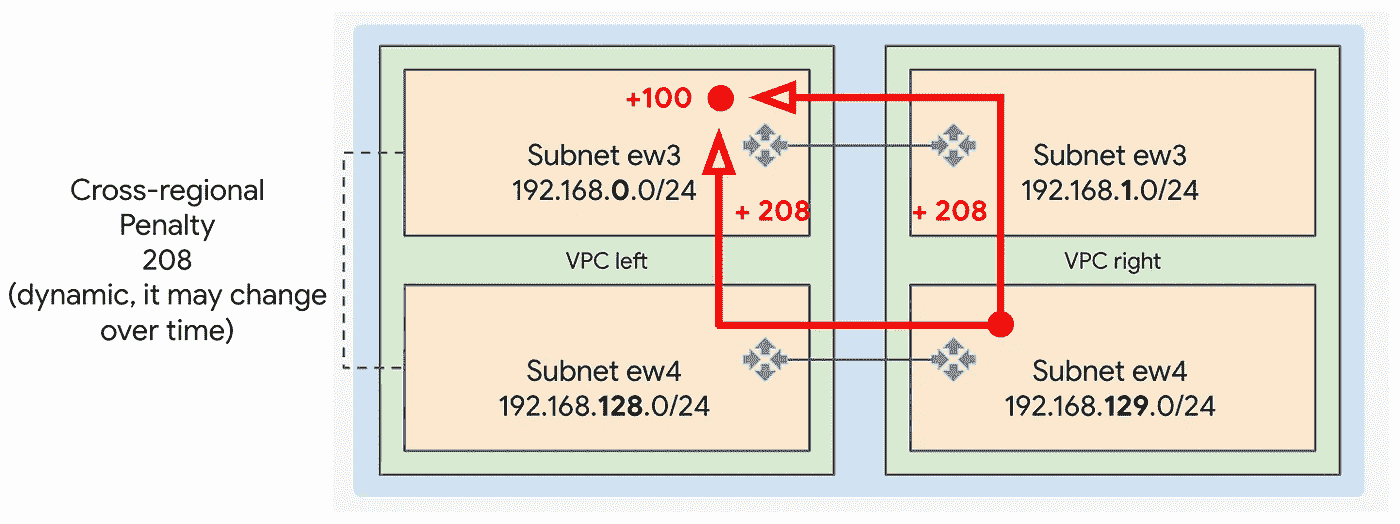 +100
Subnet ew3
192.168.0.0/24
+ 208
Subnet ew3
192.168.1.0/24
+ 208
Cross-regional
Penalty
208
(dynamic, it may change
over time)
VPC left
VPC right
Subnet ew4
192.168.128.0/24
Subnet ew4
192.168.129.0/24